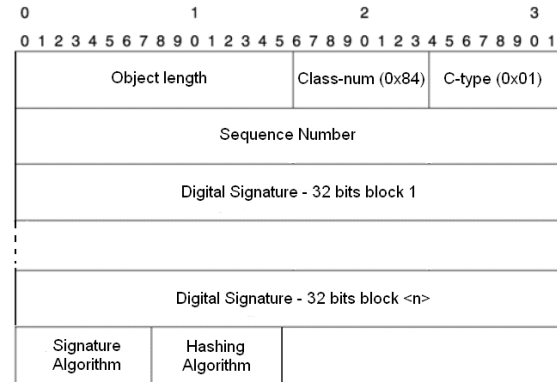 0 1 2 3
0 1 2 3 4 5 6 7 8 9 0 1 2 3 4 5 6 7 8 9 0 1 2 3 4 5 6 7 8 9 0 1
Object length Class-num (0x84) C-type (0x01)
Sequence Number
Digital Signature - 32 bits block 1
Digital Signature - 32 bits block <n>
Signature Hashing
Algorithm Algorithm